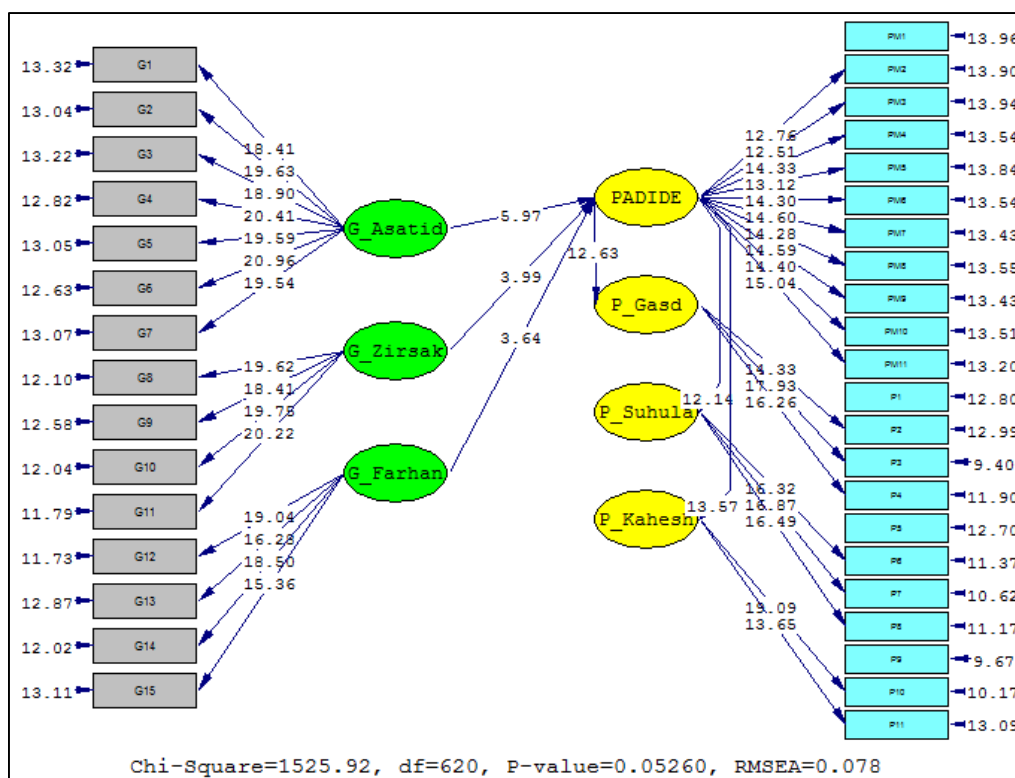 13.32 G1
13.04 G2
13.22 G3
12.82 G4
13.05 G5
12.63 G6
13.07 G7
12.10 G8
12.58 G9
12.04 G10
11.79 G11
11.73 G12
12.87 G13
12.02 G14
13.11 G15
18.41
19.63
18.90
20.41
19.59
20.96
19.54
19.62
18.41
19.78
20.22
19.04
16.28
18.50
15.36
G_Asatid
G_Zirsak
G_Farhan
5.97
3.99
3.64
12.63
12.14
13.57
PADIDE
P_Gasd
P_Suhula
P_Kahesh
12.76
12.51
14.33
13.12
14.30
14.60
14.28
14.59
14.40
15.04
14.33
17.93
16.26
16.32
16.87
16.49
19.09
13.65
PM1 13.96
PM2 13.90
PM3 13.94
PM4 13.54
PM5 13.84
PM6 13.54
PM7 13.43
PM8 13.55
PM9 13.43
PM10 13.51
PM11 13.20
P1 12.80
P2 12.99
P3 9.40
P4 11.90
P5 12.70
P6 11.37
P7 10.62
P8 11.17
P9 9.67
P10 10.17
P11 13.09
Chi-Square=1525.92, df=620, P-value=0.05260, RMSEA=0.078